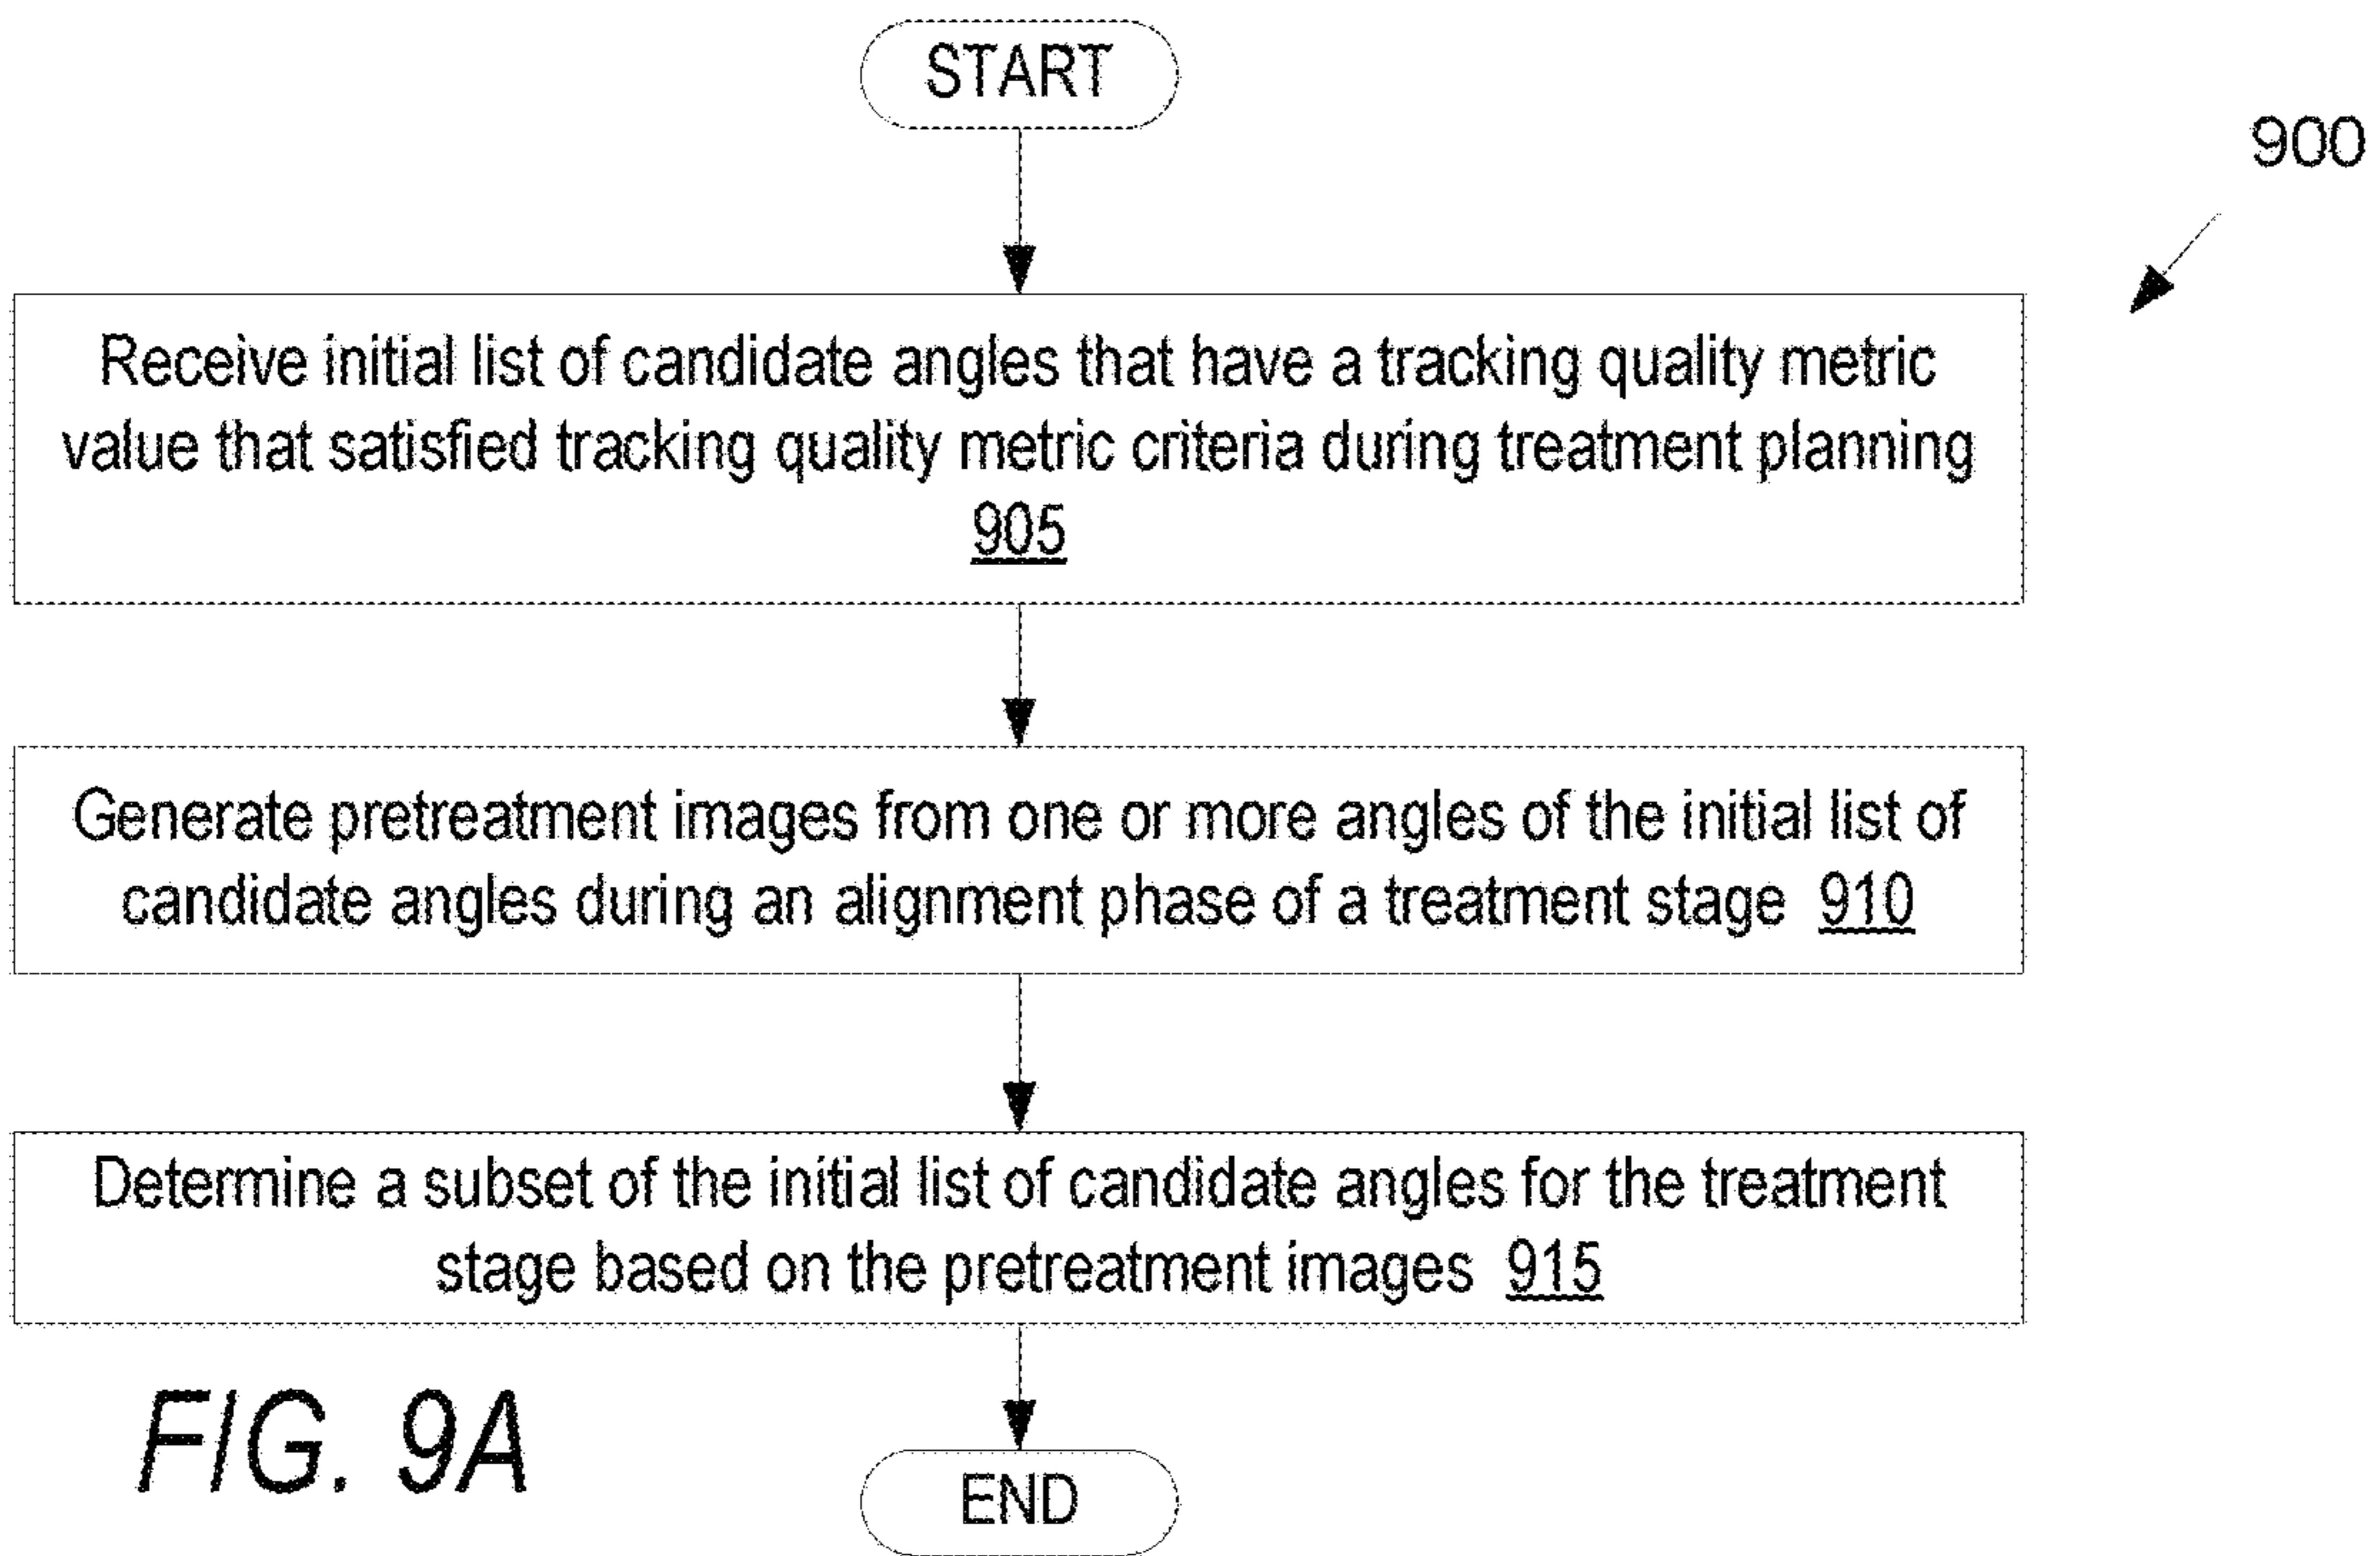 START
900
Receive initial list of candidate angles that have a tracking quality metric
value that satisfied tracking quality metric criteria during treatment planning
905
Generate pretreatment images from one or more angles of the initial list of
candidate angles during an alignment phase of a treatment stage 910
Determine a subset of the initial list of candidate angles for the treatment
stage based on the pretreatment images 915
FIG. 9A
END